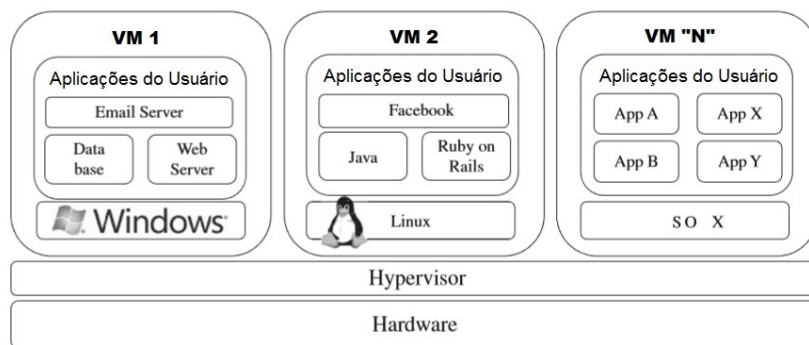 VM 1
Aplicações do Usuário
Email Server
Data
base
Web
Server
Windows
VM 2
Aplicações do Usuário
Facebook
Java
Ruby on
Rails
Linux
VM "N"
Aplicações do Usuário
App A
App X
App B
App Y
S O X
Hypervisor
Hardware